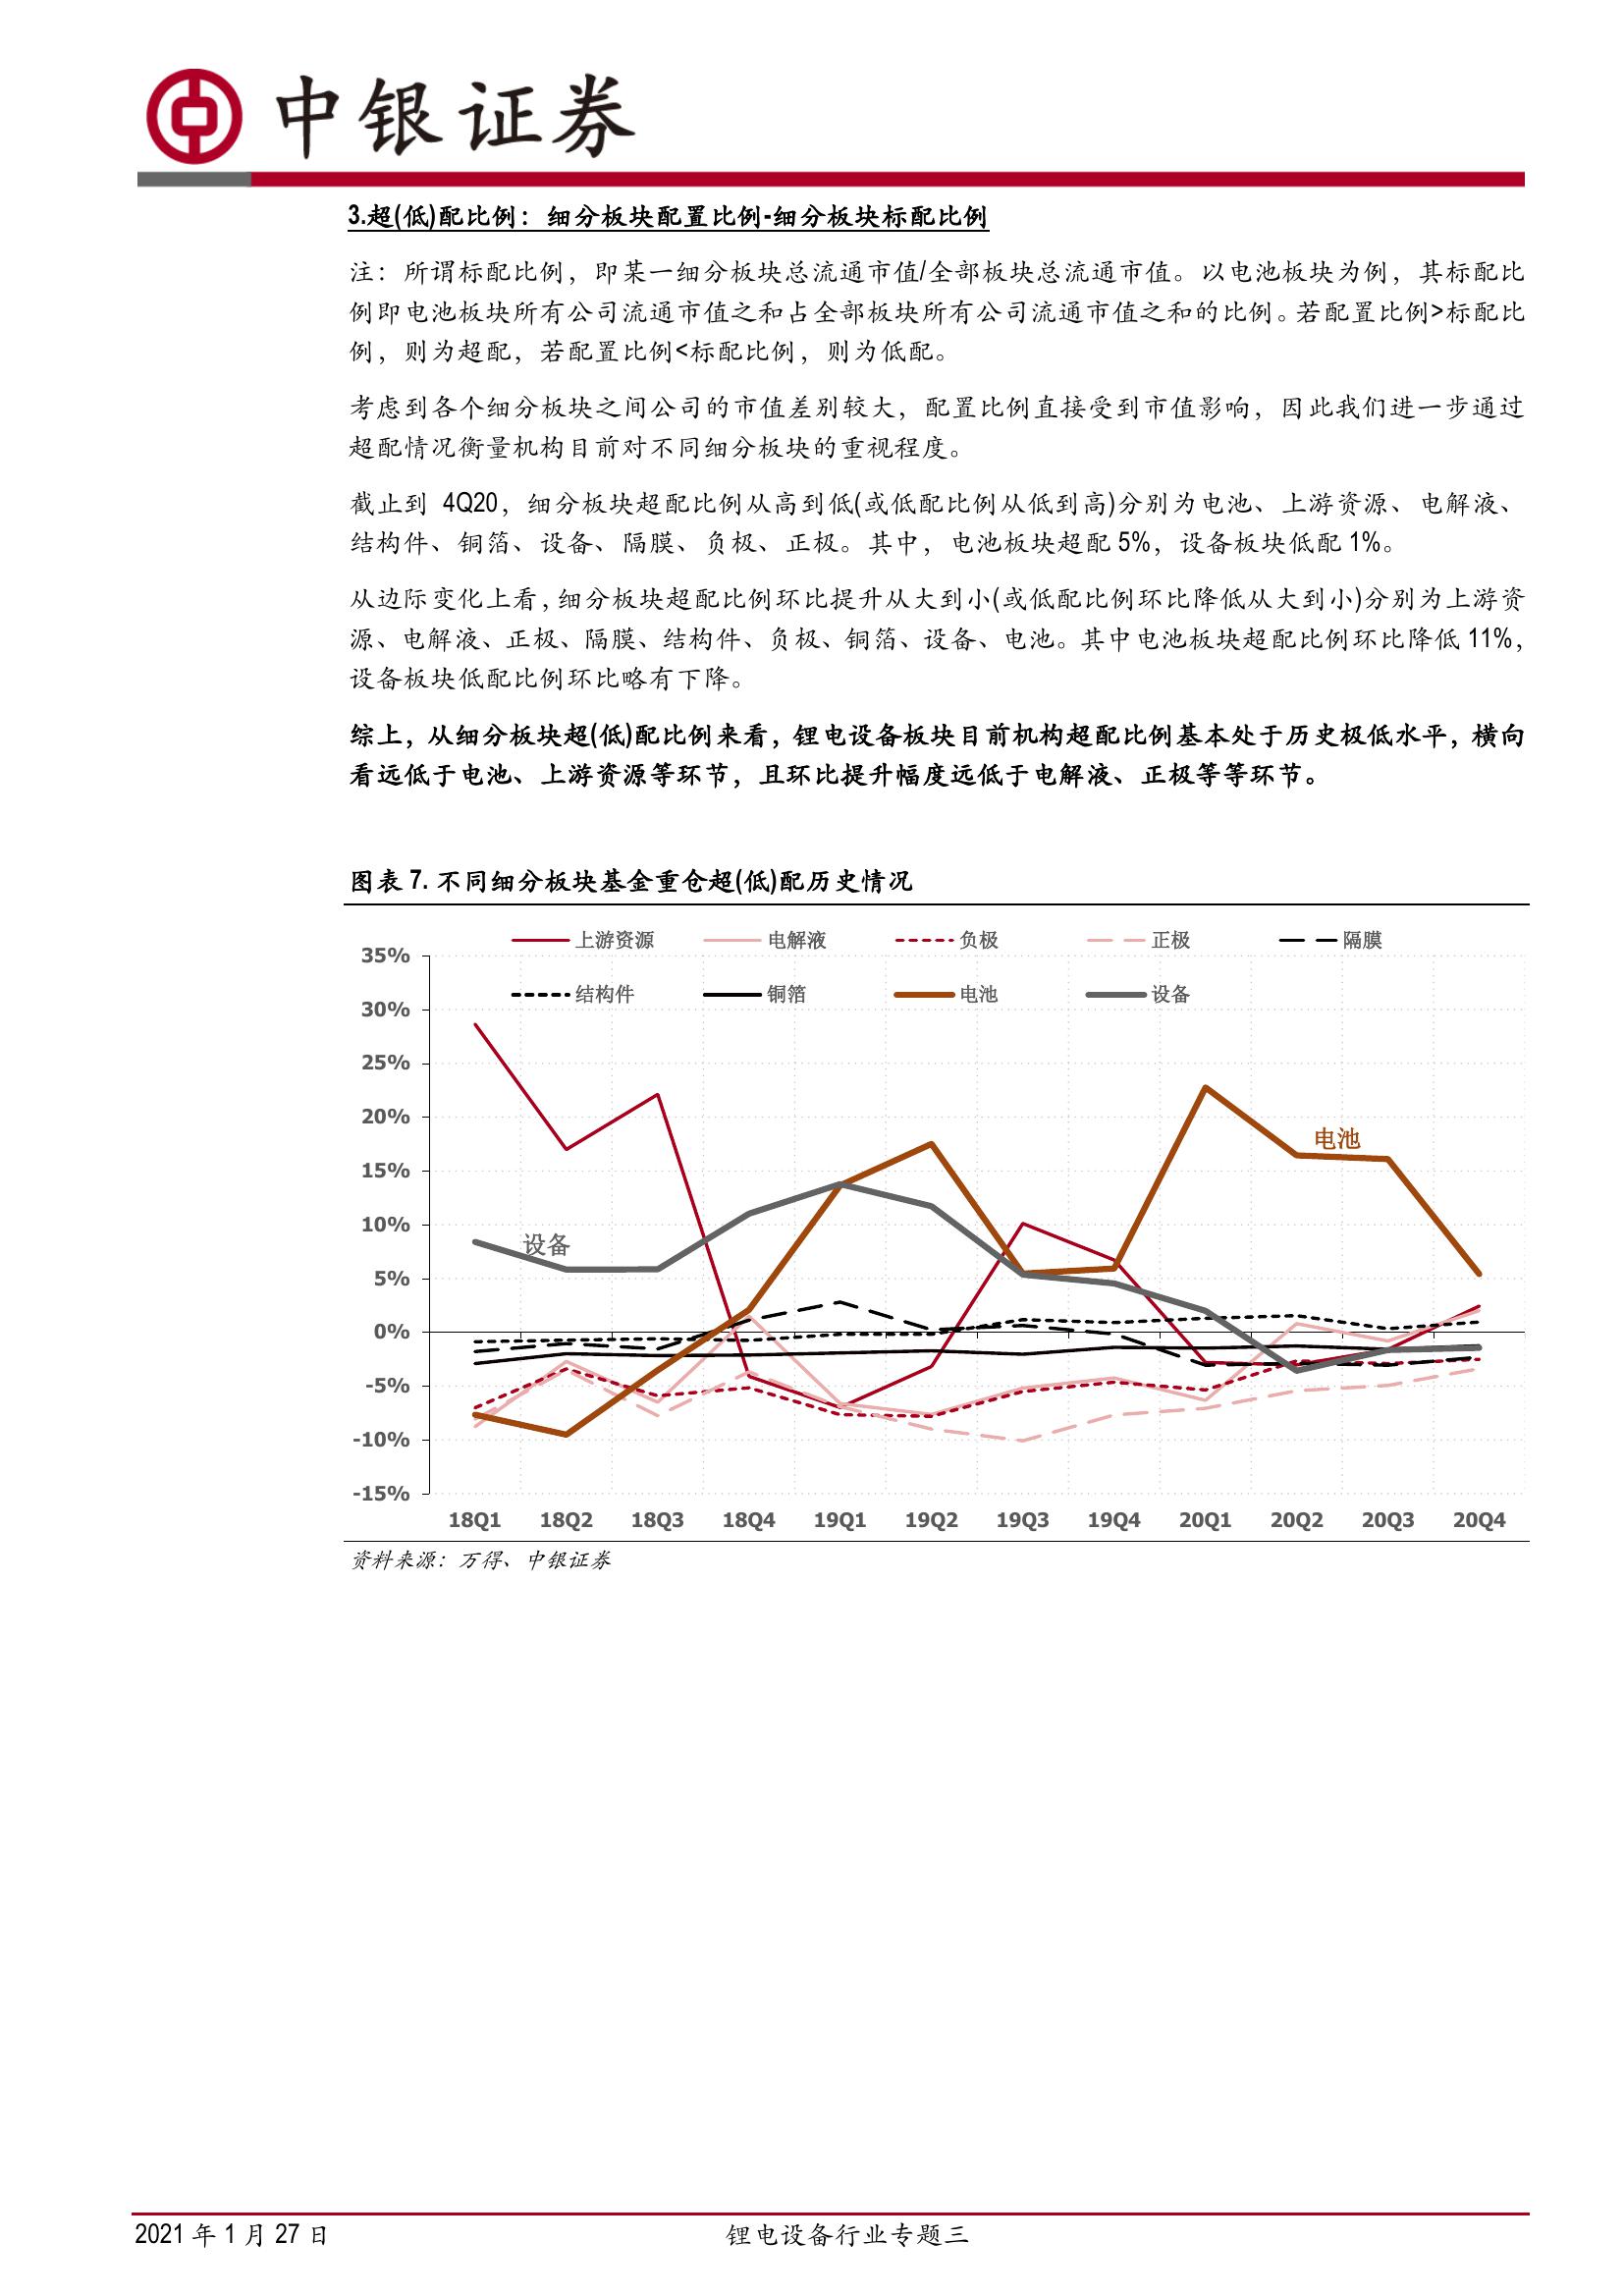 中银证券
3.超(低)配比例：细分板块配置比例-细分板块标配比例
注：所谓标配比例，即某一细分板块总流通市值/全部板块总流通市值。以电池板块为例，其标配比
例即电池板块所有公司流通市值之和占全部板块所有公司流通市值之和的比例。若配置比例>标配比
例，则为超配，若配置比例<标配比例，则为低配。
考虑到各个细分板块之间公司的市值差别较大，配置比例直接受到市值影响，因此我们进一步通过
超配情况衡量机构目前对不同细分板块的重视程度。
截止到 4Q20，细分板块超配比例从高到低(或低配比例从低到高)分别为电池、上游资源、电解液、
结构件、铜箔、设备、隔膜、负极、正极。其中，电池板块超配 5%，设备板块低配 1%。
从边际变化上看，细分板块超配比例环比提升从大到小(或低配比例环比降低从大到小)分别为上游资
源、电解液、正极、隔膜、结构件、负极、铜箔、设备、电池。其中电池板块超配比例环比降低 11%，
设备板块低配比例环比略有下降。
综上，从细分板块超(低)配比例来看，锂电设备板块目前机构超配比例基本处于历史极低水平，横向
看远低于电池、上游资源等环节，且环比提升幅度远低于电解液、正极等等环节。
图表 7. 不同细分板块基金重仓超(低)配历史情况
上游资源 电解液 负极 正极 隔膜
35%
结构件 铜箔 电池 设备
30%
25%
20%
电池
15%
10%
设备
5%
0%
-5%
-10%
-15%
18Q1 18Q2 18Q3 18Q4 19Q1 19Q2 19Q3 19Q4 20Q1 20Q2 20Q3 20Q4
资料来源：万得、中银证券
2021 年 1 月 27 日 锂电设备行业专题三